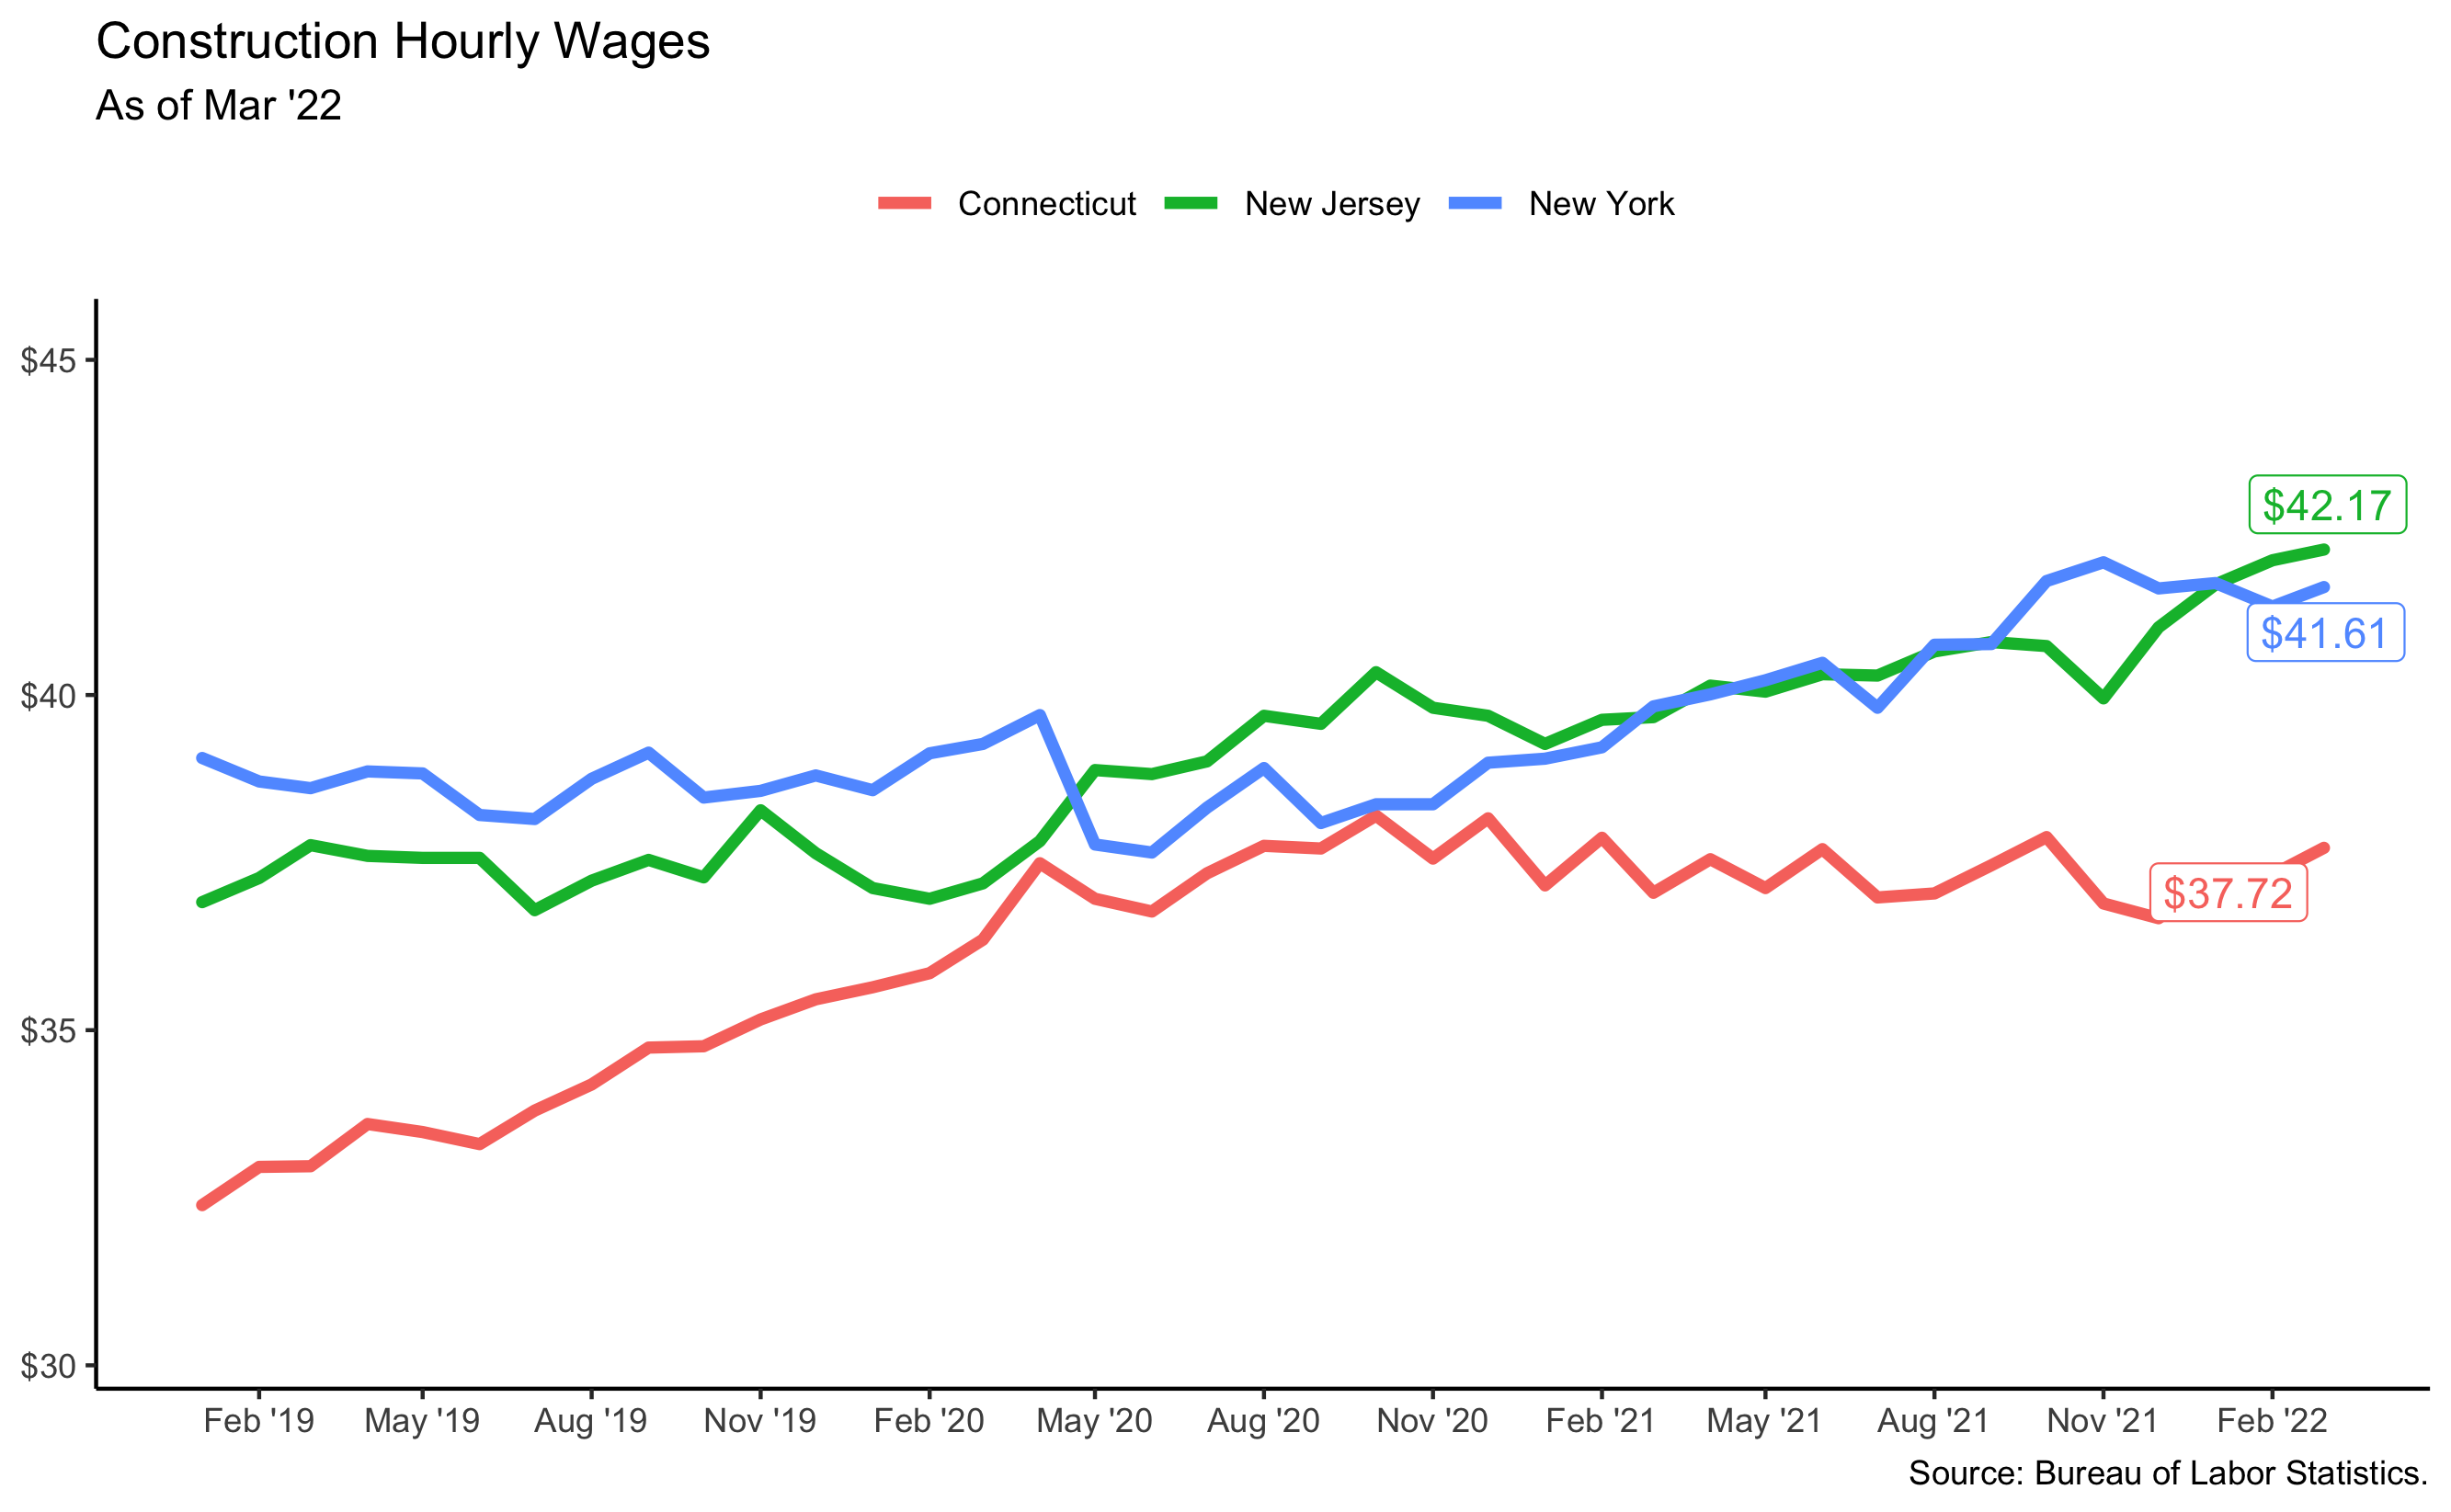 Construction Hourly Wages
As of Mar '22
Connecticut New Jersey New York
$45
$40
$35
$30
$42.17
$41.61
$37.72
Feb '19 May '19 Aug '19 Nov '19 Feb '20 May '20 Aug '20 Nov '20 Feb '21 May '21 Aug '21 Nov '21 Feb '22
Source: Bureau of Labor Statistics.